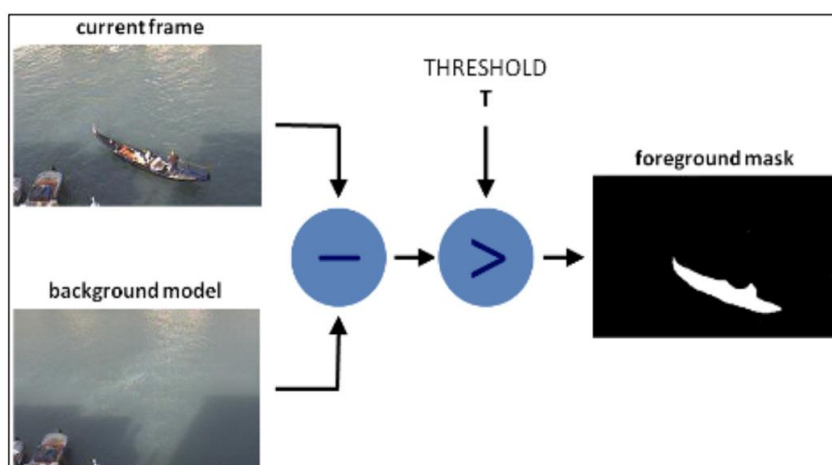 current frame
THRESHOLD
T
foreground mask
−
>
background model